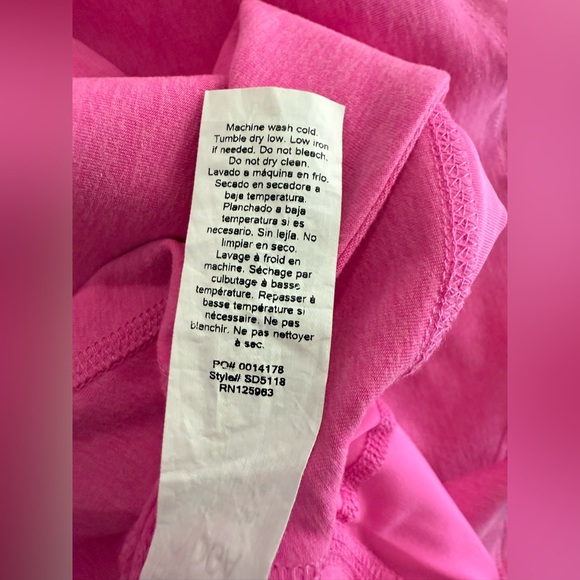 Machine wash cold.
Tumble dry low. Low iron
if needed. Do not bleach.
Do not dry clean.
Lavado a máquina en frio.
Secado en secadora a
baja temperatura.
Planchado a baja
temperatura si es
necesario. Sin lejia. No
limpiar en seco.
Lavage à froid en
machine. Séchage par
culbutage à basse
température. Repasser à
basse température si
nécessaire. Ne pas
blanchir. Ne pas nettoyer
à sec.
PO# 0014178
Style# SD5118
RN125963